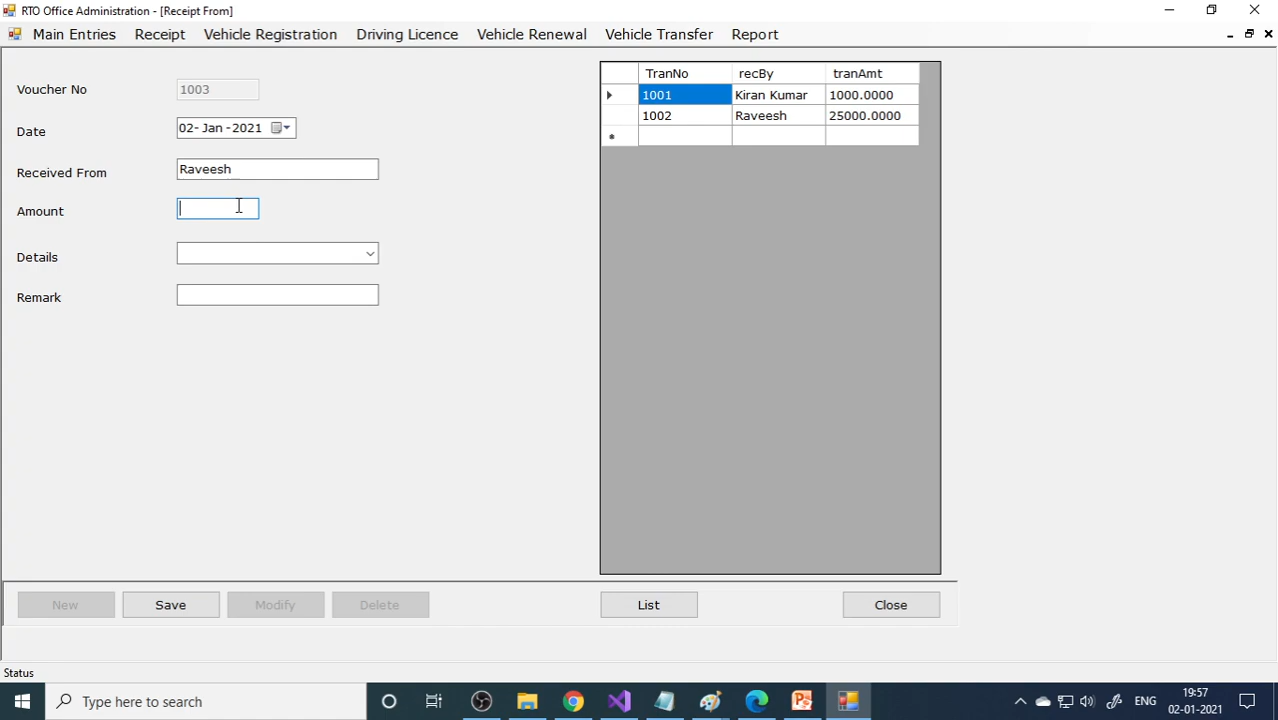 RTO Office Administration - [Receipt From]
Main Entries Receipt Vehicle Registration Driving Licence Vehicle Renewal Vehicle Transfer Report
Voucher No 1003
Date 02- Jan -2021
Received From Raveesh
Amount
Details
Remark
TranNo recBy tranAmt
1001 Kiran Kumar 1000.0000
1002 Raveesh 25000.0000
New Save Modify Delete List Close
Status
Type here to search
ENG 19:57
02-01-2021